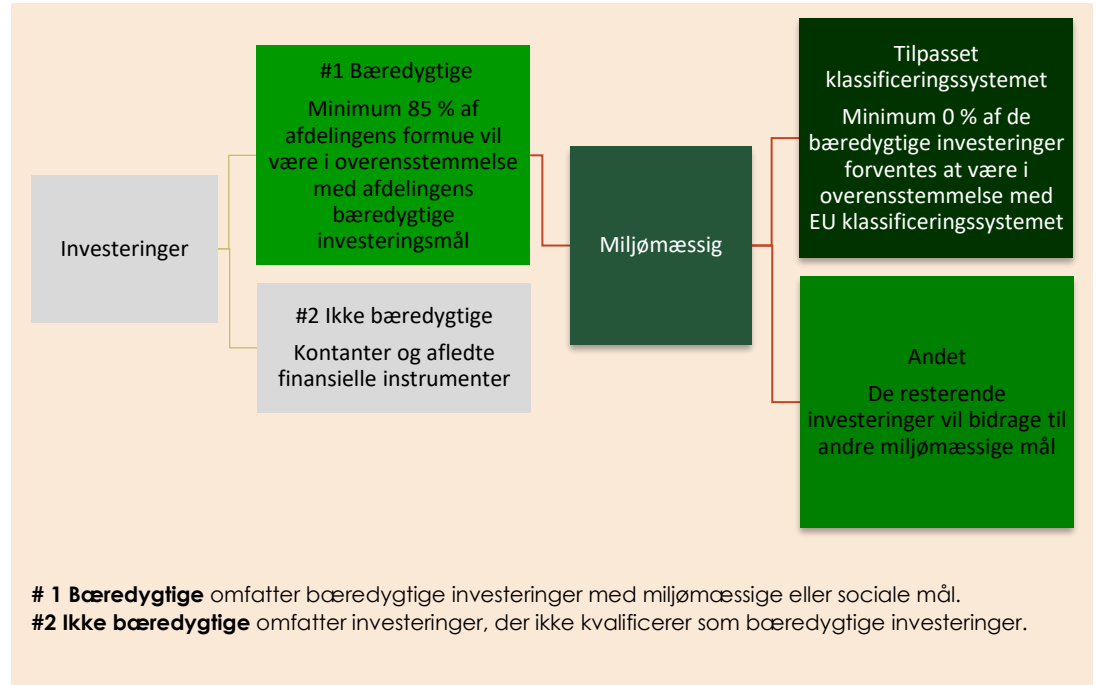 Investeringer
#1 Bæredygtige
Minimum 85 % af
afdelingens formue vil
være i overensstemmelse
med afdelingens
bæredygtige
investeringsmål
#2 Ikke bæredygtige
Kontanter og afledte
finansielle instrumenter
Miljømæssig
Tilpasset
klassificeringssystemet
Minimum 0 % af de
bæredygtige investeringer
forventes at være i
overensstemmelse med
EU klassificeringssystemet
Andet
De resterende
investeringer vil bidrage til
andre miljømæssige mål
# 1 Bæredygtige omfatter bæredygtige investeringer med miljømæssige eller sociale mål.
#2 Ikke bæredygtige omfatter investeringer, der ikke kvalificerer som bæredygtige investeringer.